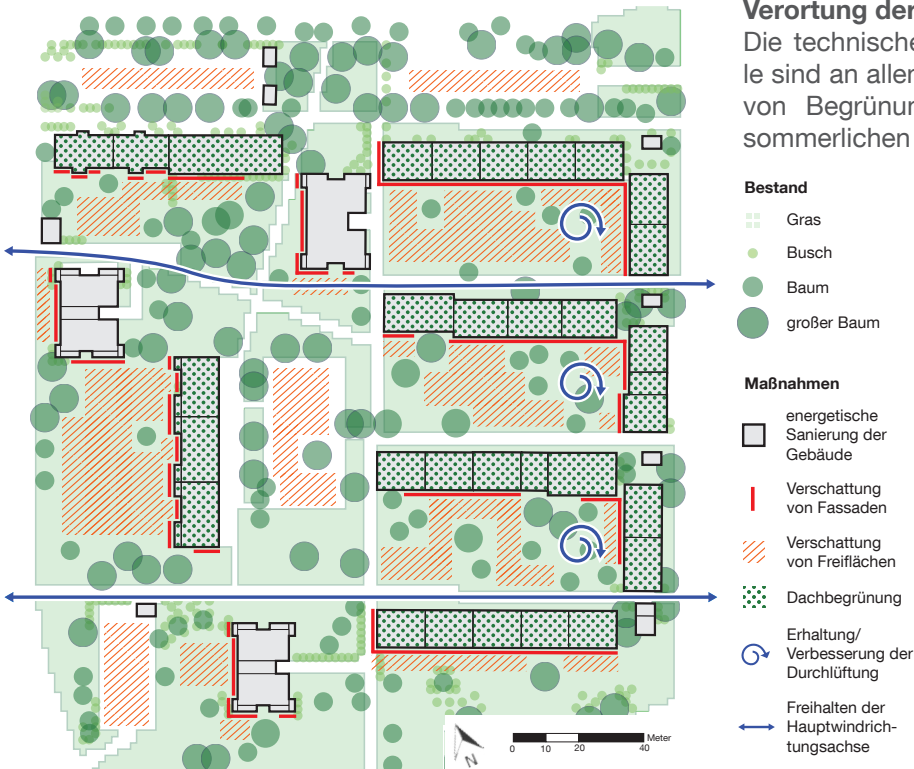 Verortung der
Die technische
le sind an aller
von Begrünun
sommerlichen
Bestand
Gras
Busch
Baum
großer Baum
Maßnahmen
energetische
Sanierung der
Gebäude
Verschattung
von Fassaden
Verschattung
von Freiflächen
Dachbegrünung
Erhaltung/
Verbesserung der
Durchlüftung
Freihalten der
Hauptwindrich-
tungsachse
N
Meter
0 10 20 40